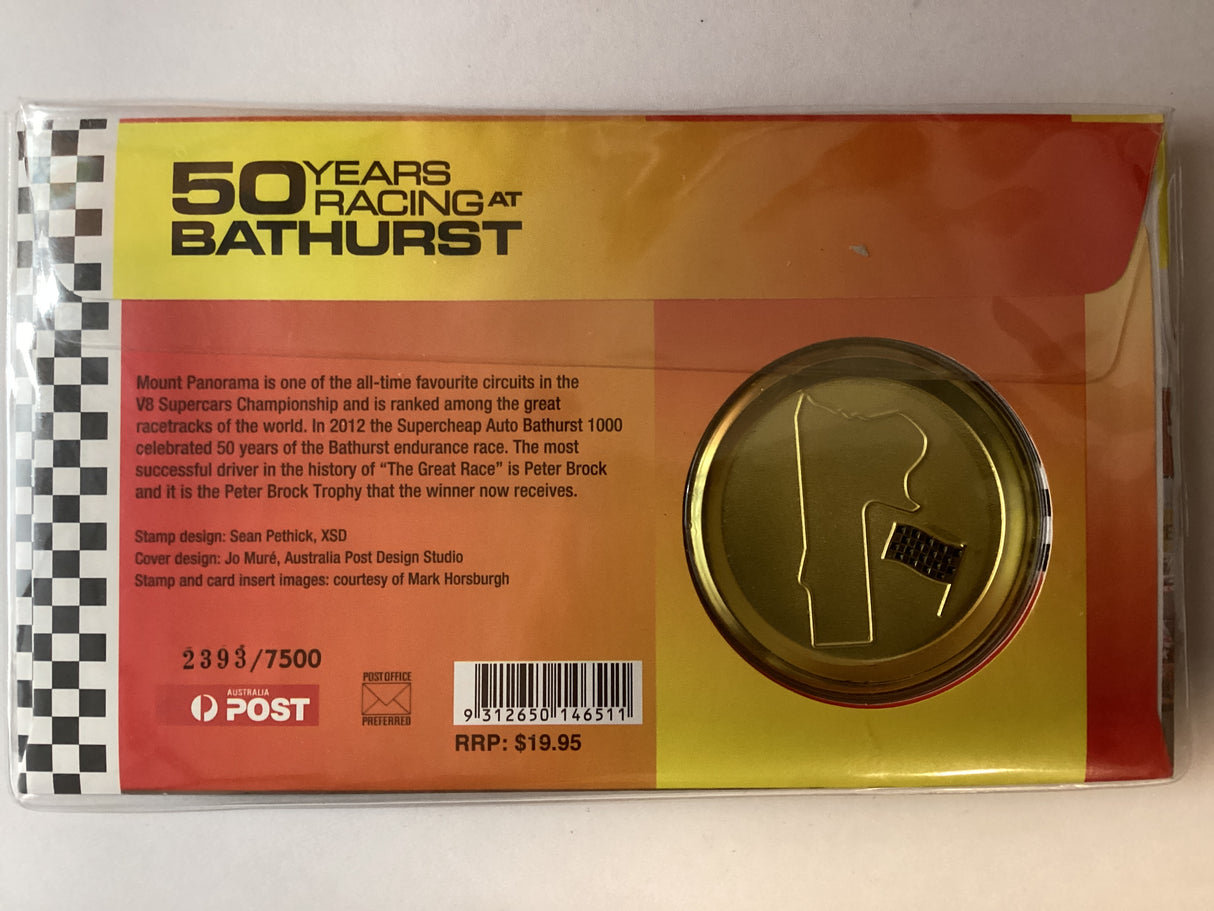 50 YEARS
RACING AT
BATHURST
Mount Panorama is one of the all-time favourite circuits in the
V8 Supercars Championship and is ranked among the great
racetracks of the world. In 2012 the Supercheap Auto Bathurst 1000
celebrated 50 years of the Bathurst endurance race. The most
successful driver in the history of “The Great Race” is Peter Brock
and it is the Peter Brock Trophy that the winner now receives.
Stamp design: Sean Pethick, XSD
Cover design: Jo Muré, Australia Post Design Studio
Stamp and card insert images: courtesy of Mark Horsburgh
2393/7500
AUSTRALIA
POST
POST OFFICE
PREFERRED
9 312650 146511
RRP: $19.95